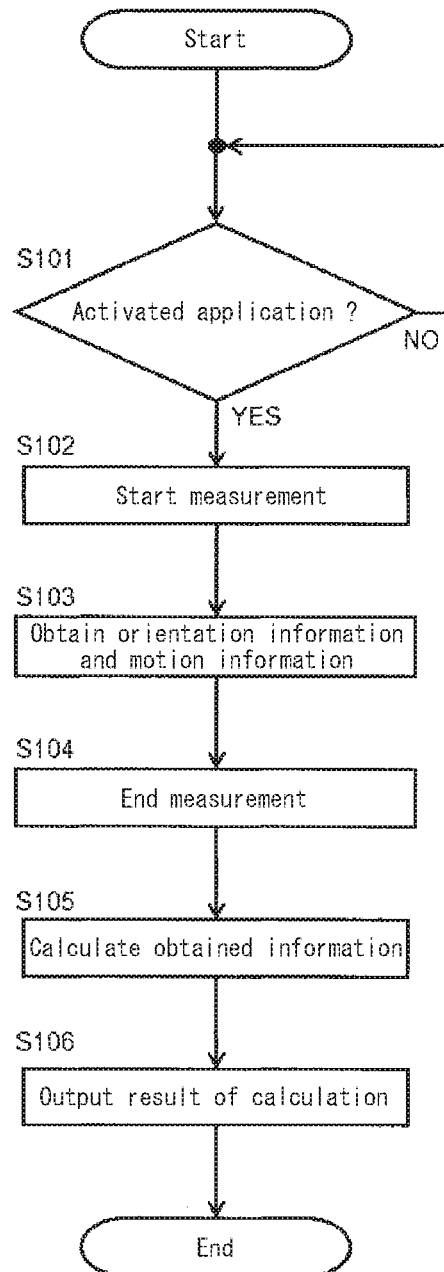 Start
S101
Activated application ?
NO
YES
S102
Start measurement
S103
Obtain orientation information
and motion information
S104
End measurement
S105
Calculate obtained information
S106
Output result of calculation
End